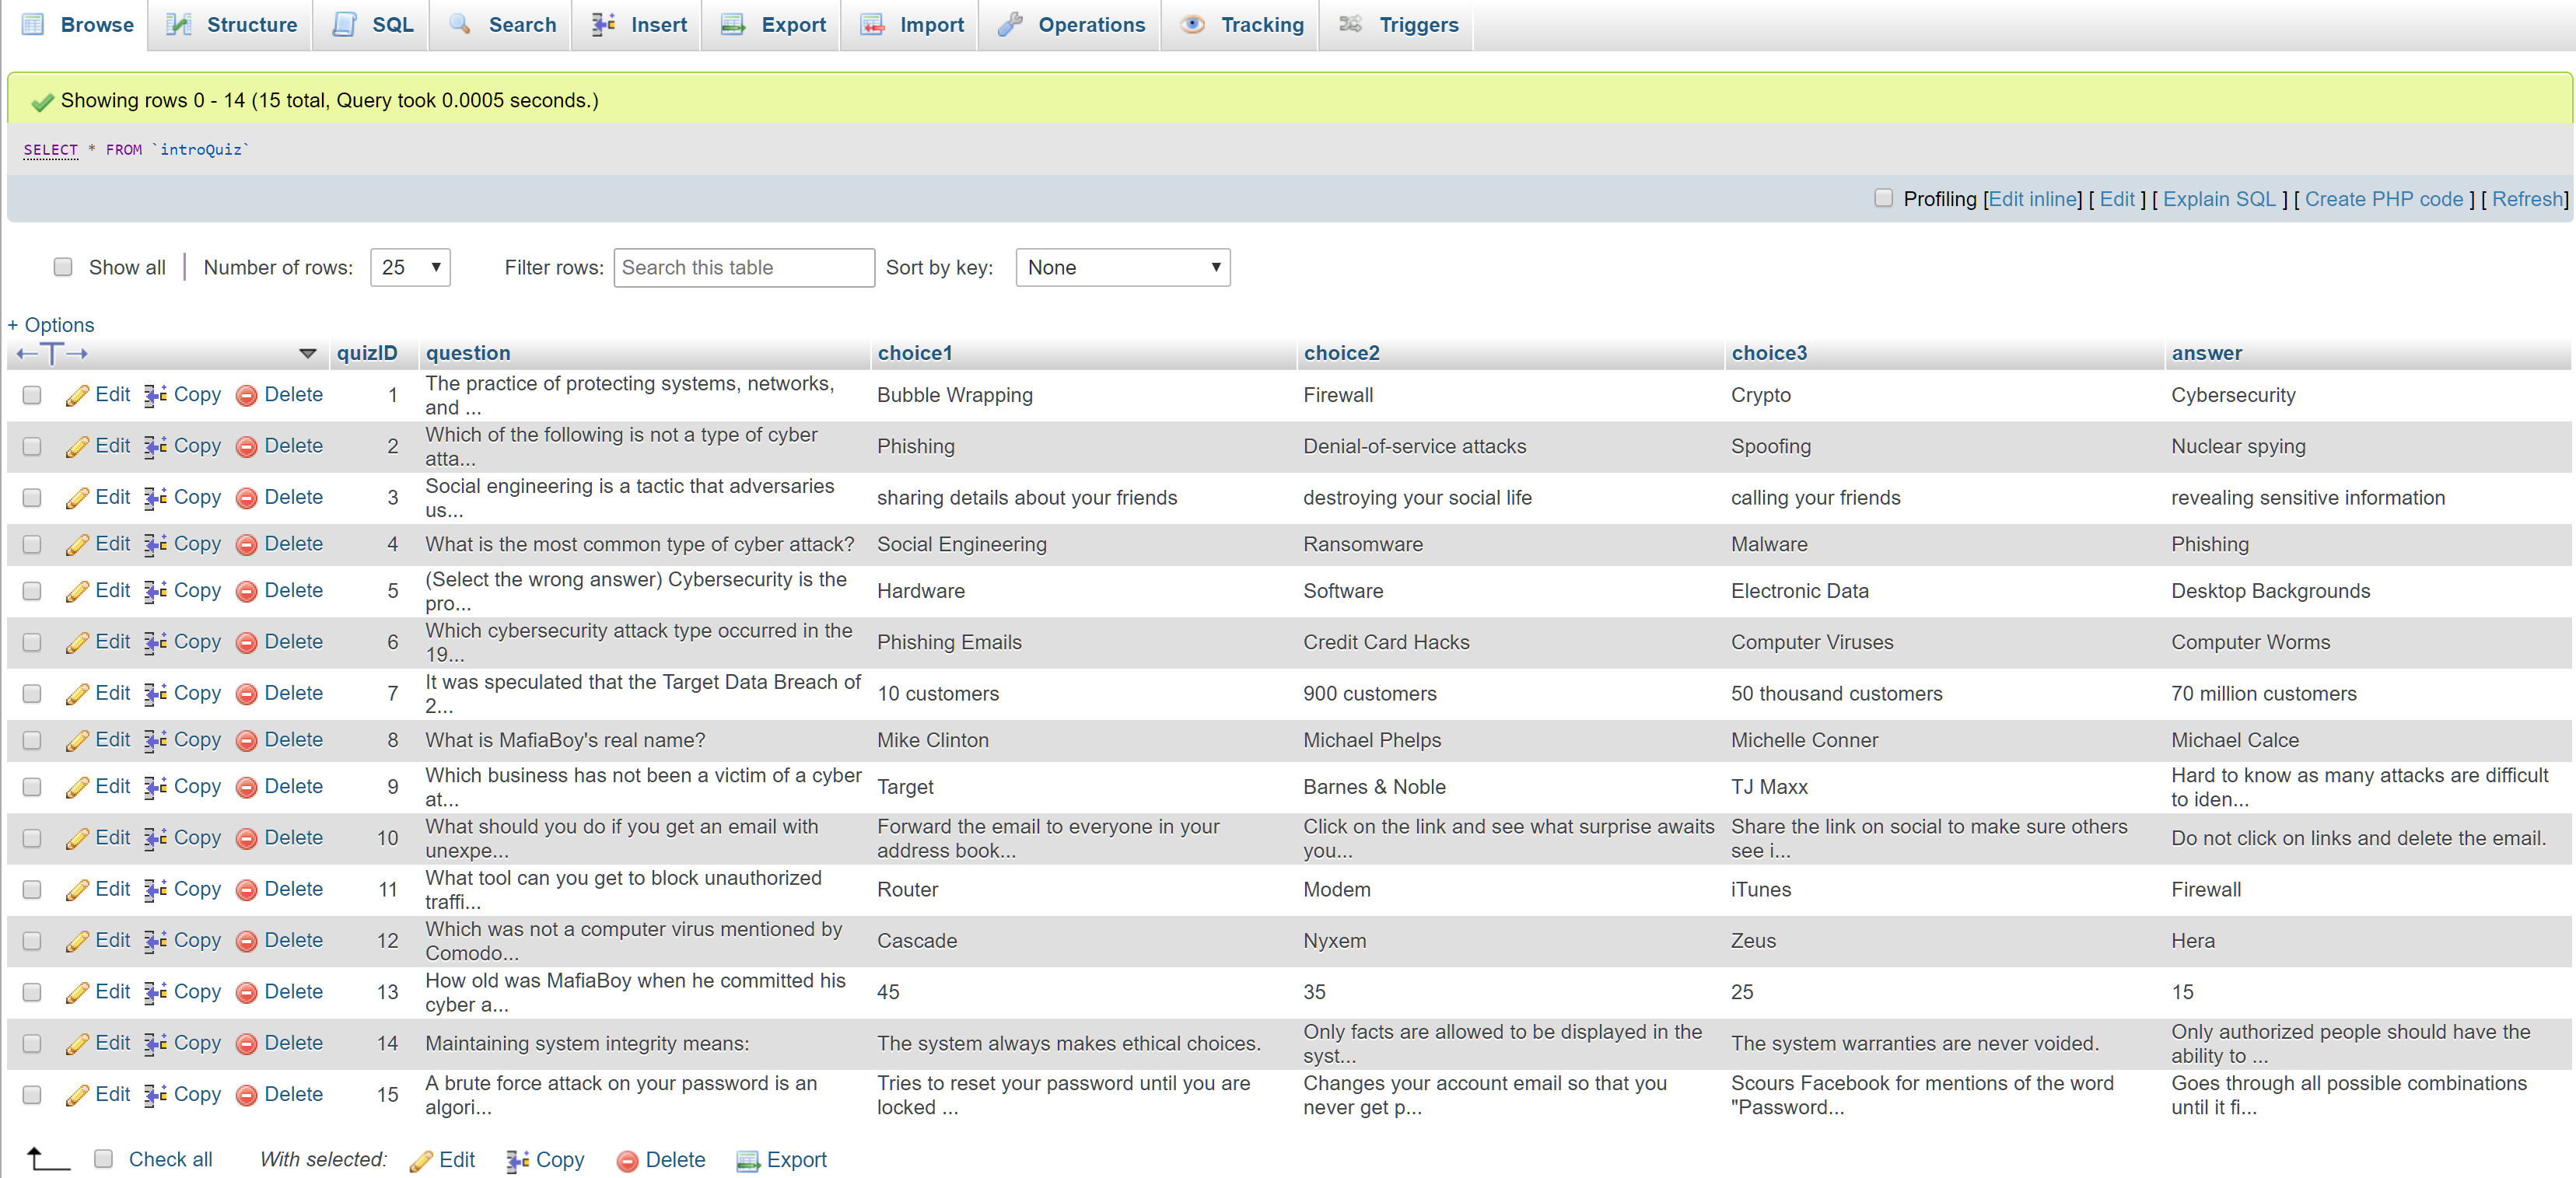 Browse Structure SQL Search Insert Export Import Operations Tracking Triggers
Showing rows 0 - 14 (15 total, Query took 0.0005 seconds.)
SELECT * FROM `introQuiz`
Profiling [Edit inline] [ Edit ] [ Explain SQL ] [ Create PHP code ] [ Refresh]
Show all | Number of rows: 25 Filter rows: Search this table Sort by key: None
+ Options
quizID question choice1 choice2 choice3 answer
Edit Copy Delete 1 The practice of protecting systems, networks, and ... Bubble Wrapping Firewall Crypto Cybersecurity
Edit Copy Delete 2 Which of the following is not a type of cyber atta... Phishing Denial-of-service attacks Spoofing Nuclear spying
Edit Copy Delete 3 Social engineering is a tactic that adversaries us... sharing details about your friends destroying your social life calling your friends revealing sensitive information
Edit Copy Delete 4 What is the most common type of cyber attack? Social Engineering Ransomware Malware Phishing
Edit Copy Delete 5 (Select the wrong answer) Cybersecurity is the pro... Hardware Software Electronic Data Desktop Backgrounds
Edit Copy Delete 6 Which cybersecurity attack type occurred in the 19... Phishing Emails Credit Card Hacks Computer Viruses Computer Worms
Edit Copy Delete 7 It was speculated that the Target Data Breach of 2... 10 customers 900 customers 50 thousand customers 70 million customers
Edit Copy Delete 8 What is MafiaBoy's real name? Mike Clinton Michael Phelps Michelle Conner Michael Calce
Edit Copy Delete 9 Which business has not been a victim of a cyber at... Target Barnes & Noble TJ Maxx Hard to know as many attacks are difficult to iden...
Edit Copy Delete 10 What should you do if you get an email with unexpe... Forward the email to everyone in your address book... Click on the link and see what surprise awaits you... Share the link on social to make sure others see i... Do not click on links and delete the email.
Edit Copy Delete 11 What tool can you get to block unauthorized traffi... Router Modem iTunes Firewall
Edit Copy Delete 12 Which was not a computer virus mentioned by Comodo... Cascade Nyxem Zeus Hera
Edit Copy Delete 13 How old was MafiaBoy when he committed his cyber a... 45 35 25 15
Edit Copy Delete 14 Maintaining system integrity means: The system always makes ethical choices. Only facts are allowed to be displayed in the syst... The system warranties are never voided. Only authorized people should have the ability to ...
Edit Copy Delete 15 A brute force attack on your password is an algori... Tries to reset your password until you are locked ... Changes your account email so that you never get p... Scours Facebook for mentions of the word "Password... Goes through all possible combinations until it fi...
Check all With selected: Edit Copy Delete Export